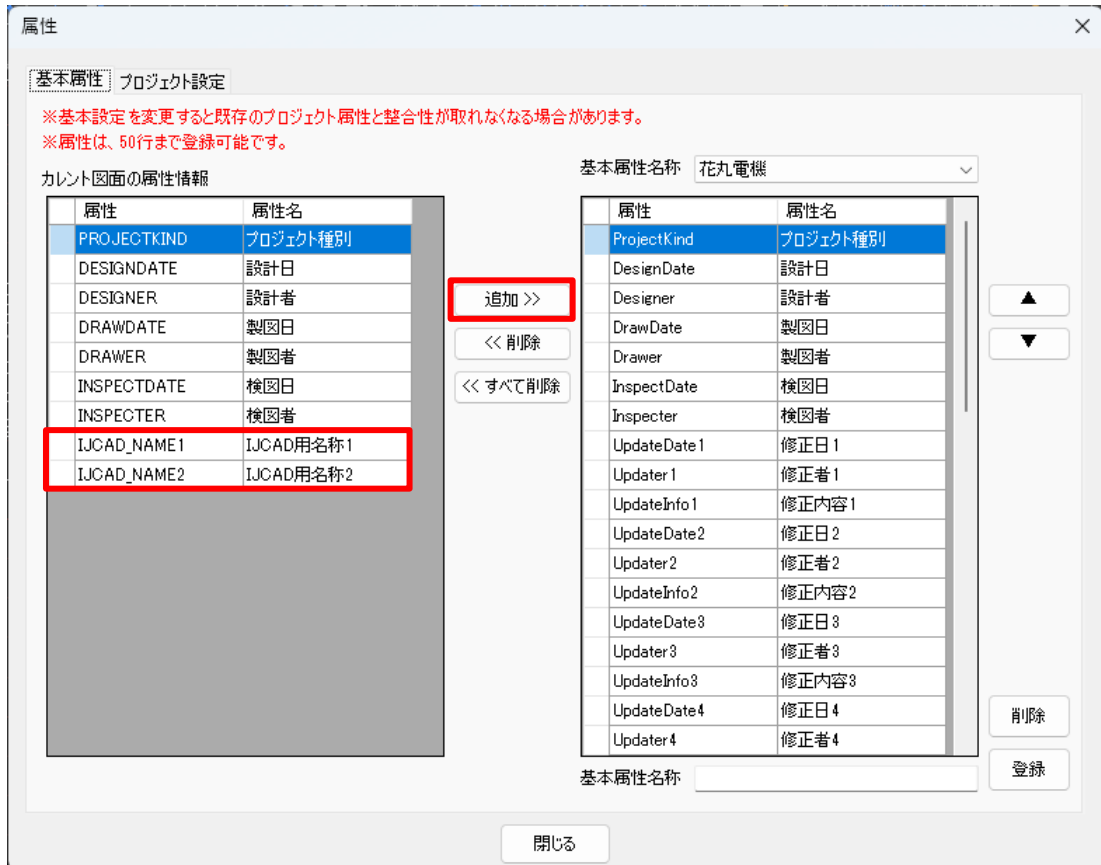 属性
基本属性 プロジェクト設定
※基本設定を変更すると既存のプロジェクト属性と整合性が取れなくなる場合があります。
※属性は、50行まで登録可能です。
カレント図面の属性情報
属性 属性名
PROJECTKIND プロジェクト種別
DESIGNDATE 設計日
DESIGNER 設計者
DRAWDATE 製図日
DRAWER 製図者
INSPECTDATE 検図日
INSPECTER 検図者
IJCAD_NAME1 IJCAD用名称1
IJCAD_NAME2 IJCAD用名称2
追加 >>
<< 削除
<< すべて削除
基本属性名称 花丸電機
属性 属性名
ProjectKind プロジェクト種別
DesignDate 設計日
Designer 設計者
DrawDate 製図日
Drawer 製図者
InspectDate 検図日
Inspecter 検図者
UpdateDate1 修正日1
Updater1 修正者1
UpdateInfo1 修正内容1
UpdateDate2 修正日2
Updater2 修正者2
UpdateInfo2 修正内容2
UpdateDate3 修正日3
Updater3 修正者3
UpdateInfo3 修正内容3
UpdateDate4 修正日4
Updater4 修正者4
▲
▼
削除
登録
基本属性名称
閉じる